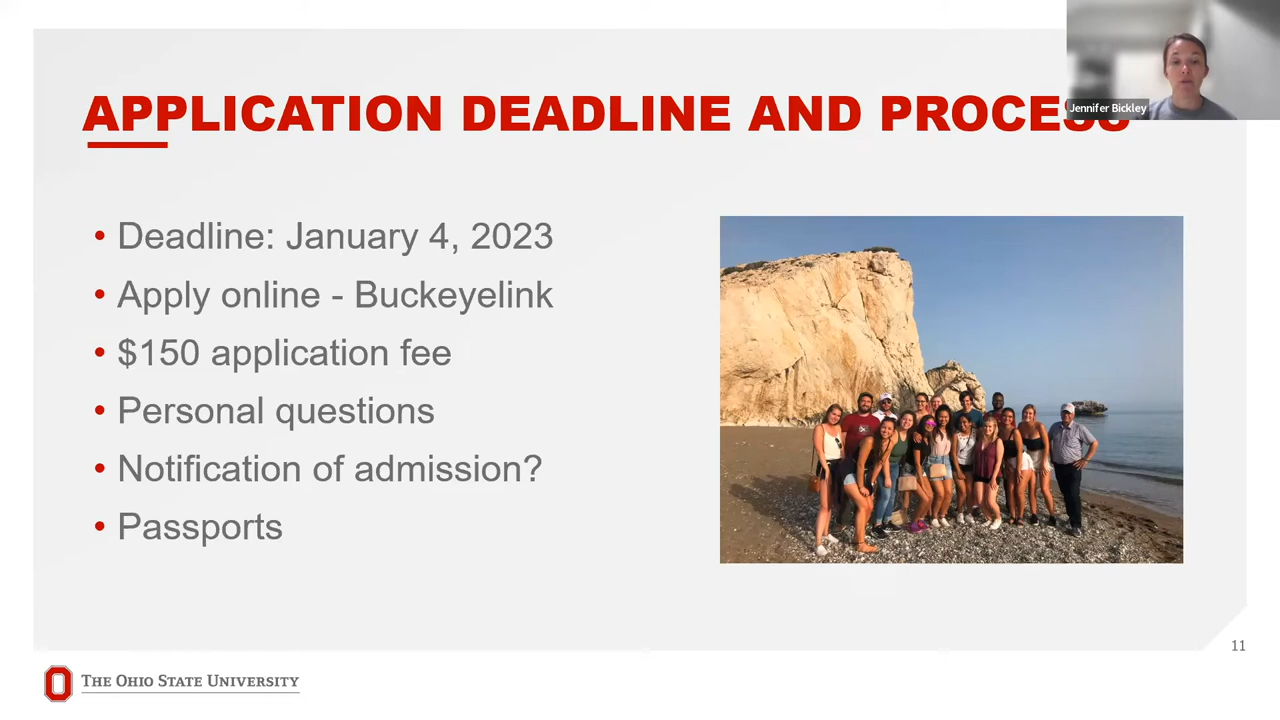 APPLICATION DEADLINE AND PROCESS
Jennifer Bickley
• Deadline: January 4, 2023
• Apply online - Buckeyelink
• $150 application fee
• Personal questions
• Notification of admission?
• Passports
11
THE OHIO STATE UNIVERSITY